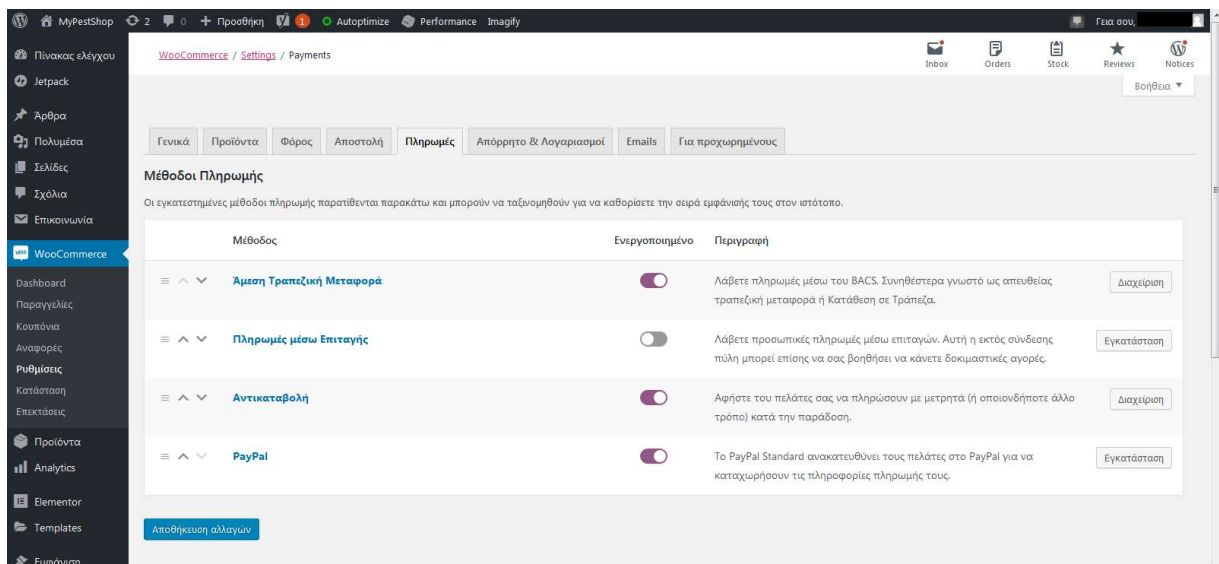 MyPestShop 2 0 + Προσθήκη 1 Autoptimize Performance Imagify Γεια σου,
Πίνακας ελέγχου
Jetpack
Άρθρα
Πολυμέσα
Σελίδες
Σχόλια
Επικοινωνία
WooCommerce
Dashboard
Παραγγελίες
Κουπόνια
Αναφορές
Ρυθμίσεις
Κατάσταση
Επεκτάσεις
Προϊόντα
Analytics
Elementor
Templates
Εμφάνιση
WooCommerce / Settings / Payments
Inbox Orders Stock Reviews Notices
Βοήθεια
Γενικά Προϊόντα Φόρος Αποστολή Πληρωμές Απόρρητο & Λογαριασμοί Emails Για προχωρημένους
Μέθοδοι Πληρωμής
Οι εγκατεστημένες μέθοδοι πληρωμής παρατίθενται παρακάτω και μπορούν να ταξινομηθούν για να καθορίσετε την σειρά εμφάνισής τους στον ιστότοπο.
Μέθοδος Ενεργοποιημένο Περιγραφή
Άμεση Τραπεζική Μεταφορά Λάβετε πληρωμές μέσω του BACS. Συνηθέστερα γνωστό ως απευθείας
τραπεζική μεταφορά ή Κατάθεση σε Τράπεζα. Διαχείριση
Πληρωμές μέσω Επιταγής Λάβετε προσωπικές πληρωμές μέσω επιταγών. Αυτή η εκτός σύνδεσης
πύλη μπορεί επίσης να σας βοηθήσει να κάνετε δοκιμαστικές αγορές. Εγκατάσταση
Αντικαταβολή Αφήστε του πελάτες σας να πληρώσουν με μετρητά (ή οποιονδήποτε άλλο
τρόπο) κατά την παράδοση. Διαχείριση
PayPal Το PayPal Standard ανακατευθύνει τους πελάτες στο PayPal για να
καταχωρήσουν τις πληροφορίες πληρωμής τους. Εγκατάσταση
Αποθήκευση αλλαγών